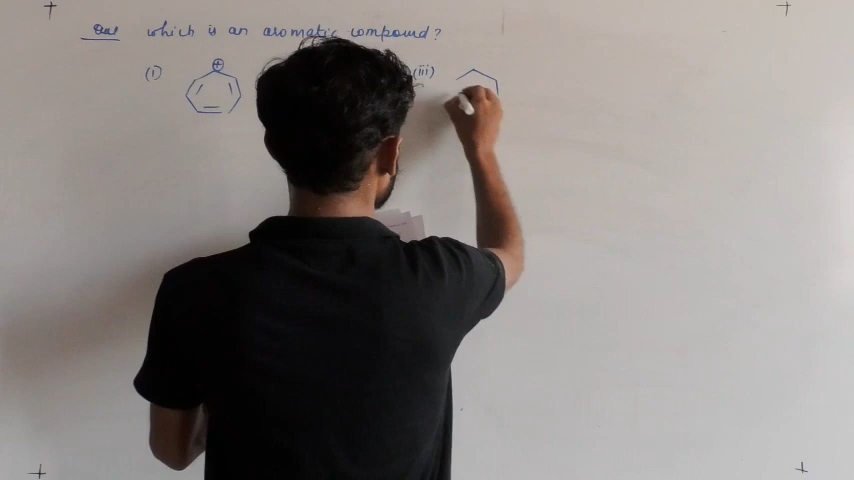 Que which is an aromatic compound?
(i) ⊕ (iii)